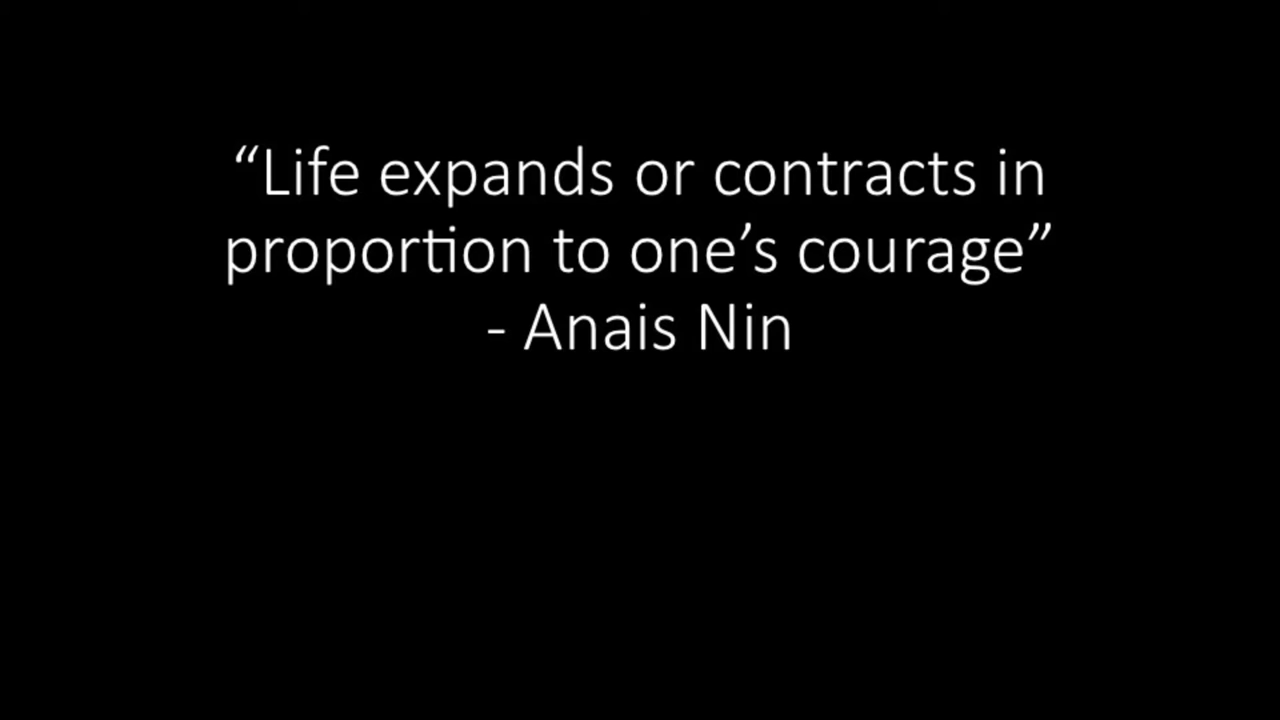 “Life expands or contracts in
proportion to one’s courage”
- Anais Nin